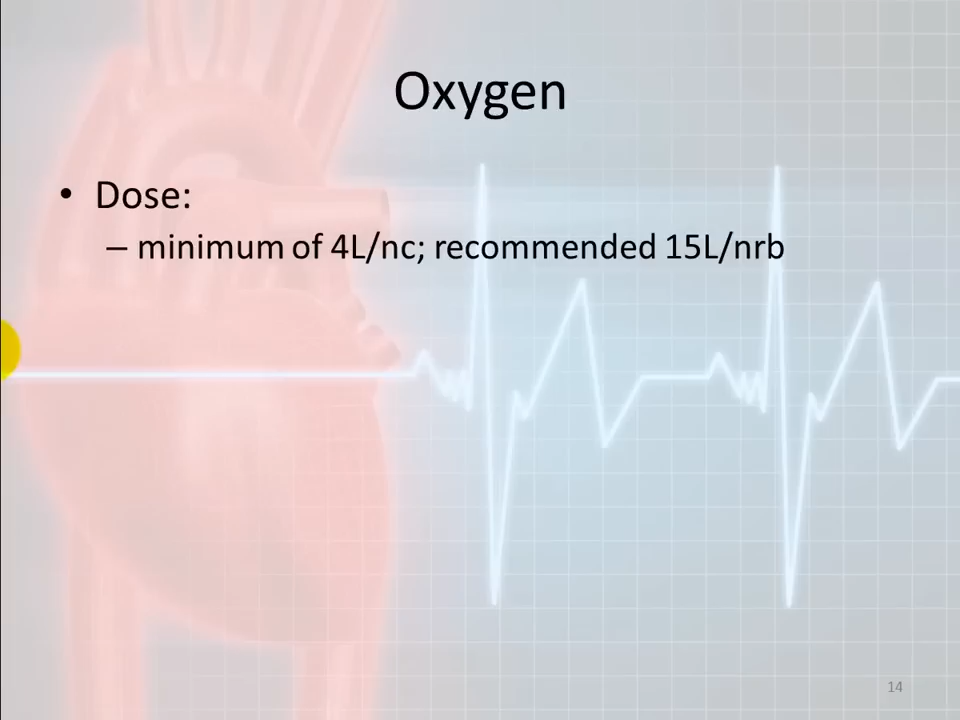 Oxygen
• Dose:
– minimum of 4L/nc; recommended 15L/nrb
14